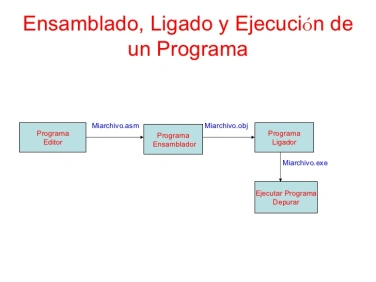 Ensamblado, Ligado y Ejecución de
un Programa
Miarchivo.asm
Miarchivo.obj
Programa
Editor
Programa
Ensamblador
Programa
Ligador
Miarchivo.exe
Ejecutar Programa
Depurar